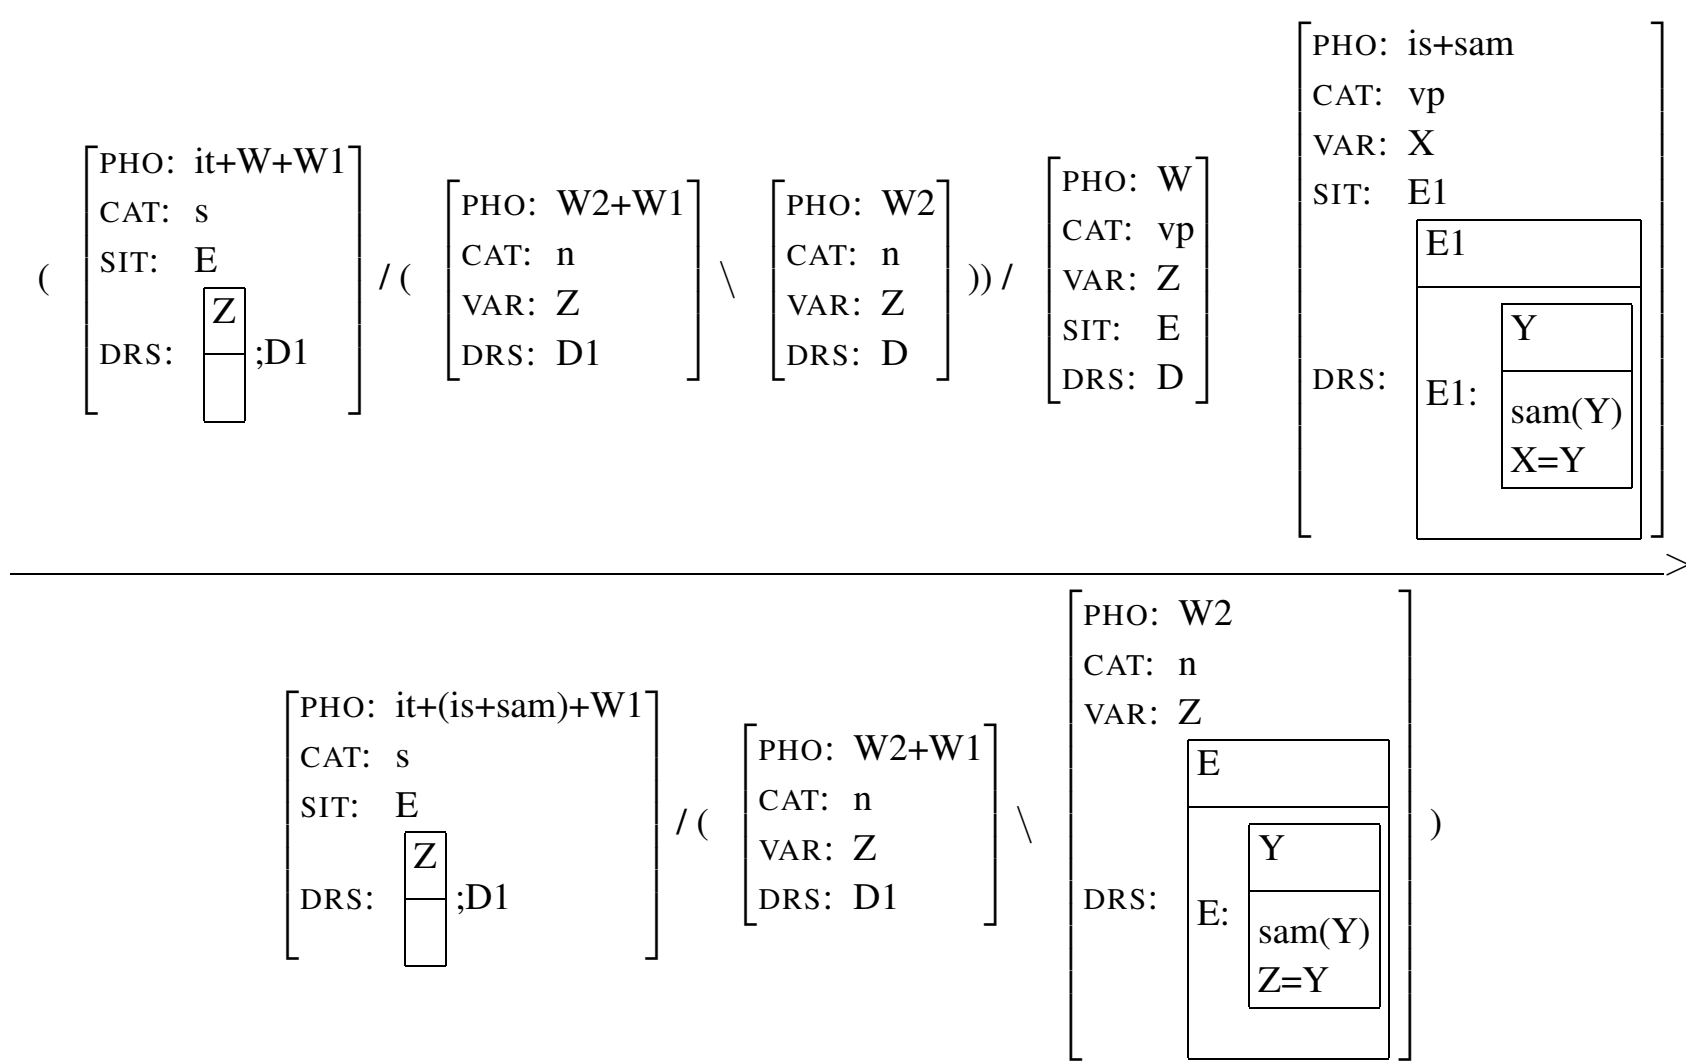 (
PHO: it+W+W1
CAT: s
SIT: E
DRS: Z ;D1
/ (
PHO: W2+W1
CAT: n
VAR: Z
DRS: D1
\
PHO: W2
CAT: n
VAR: Z
DRS: D
)) /
PHO: W
CAT: vp
VAR: Z
SIT: E
DRS: D
PHO: is+sam
CAT: vp
VAR: X
SIT: E1
DRS:
E1
E1:
Y
sam(Y)
X=Y
>
PHO: it+(is+sam)+W1
CAT: s
SIT: E
DRS: Z ;D1
/ (
PHO: W2+W1
CAT: n
VAR: Z
DRS: D1
\
PHO: W2
CAT: n
VAR: Z
DRS:
E
E:
Y
sam(Y)
Z=Y
)